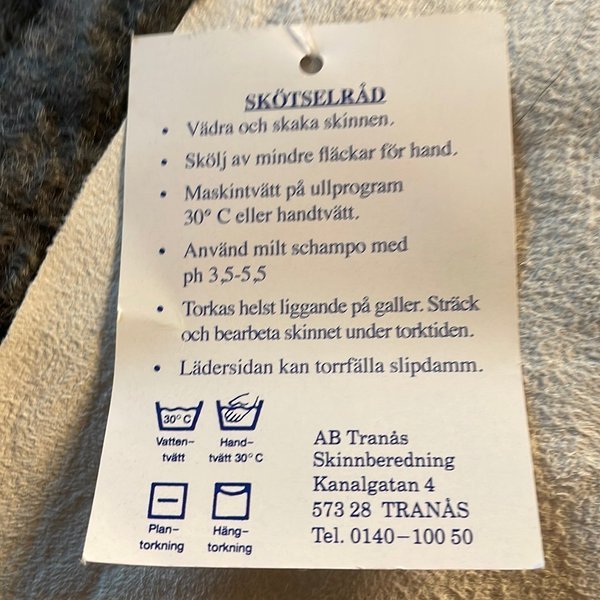 SKÖTSELRÅD
• Vädra och skaka skinnen.
• Skölj av mindre fläckar för hand.
• Maskintvätt på ullprogram
30° C eller handtvätt.
• Använd milt schampo med
ph 3,5-5,5
• Torkas helst liggande på galler. Sträck
och bearbeta skinnet under torktiden.
• Lädersidan kan torrfälla slipdamm.
30° C
Vatten-
tvätt
Hand-
tvätt 30° C
Plan-
torkning
Häng-
torkning
AB Tranås
Skinnberedning
Kanalgatan 4
573 28 TRANÅS
Tel. 0140-100 50